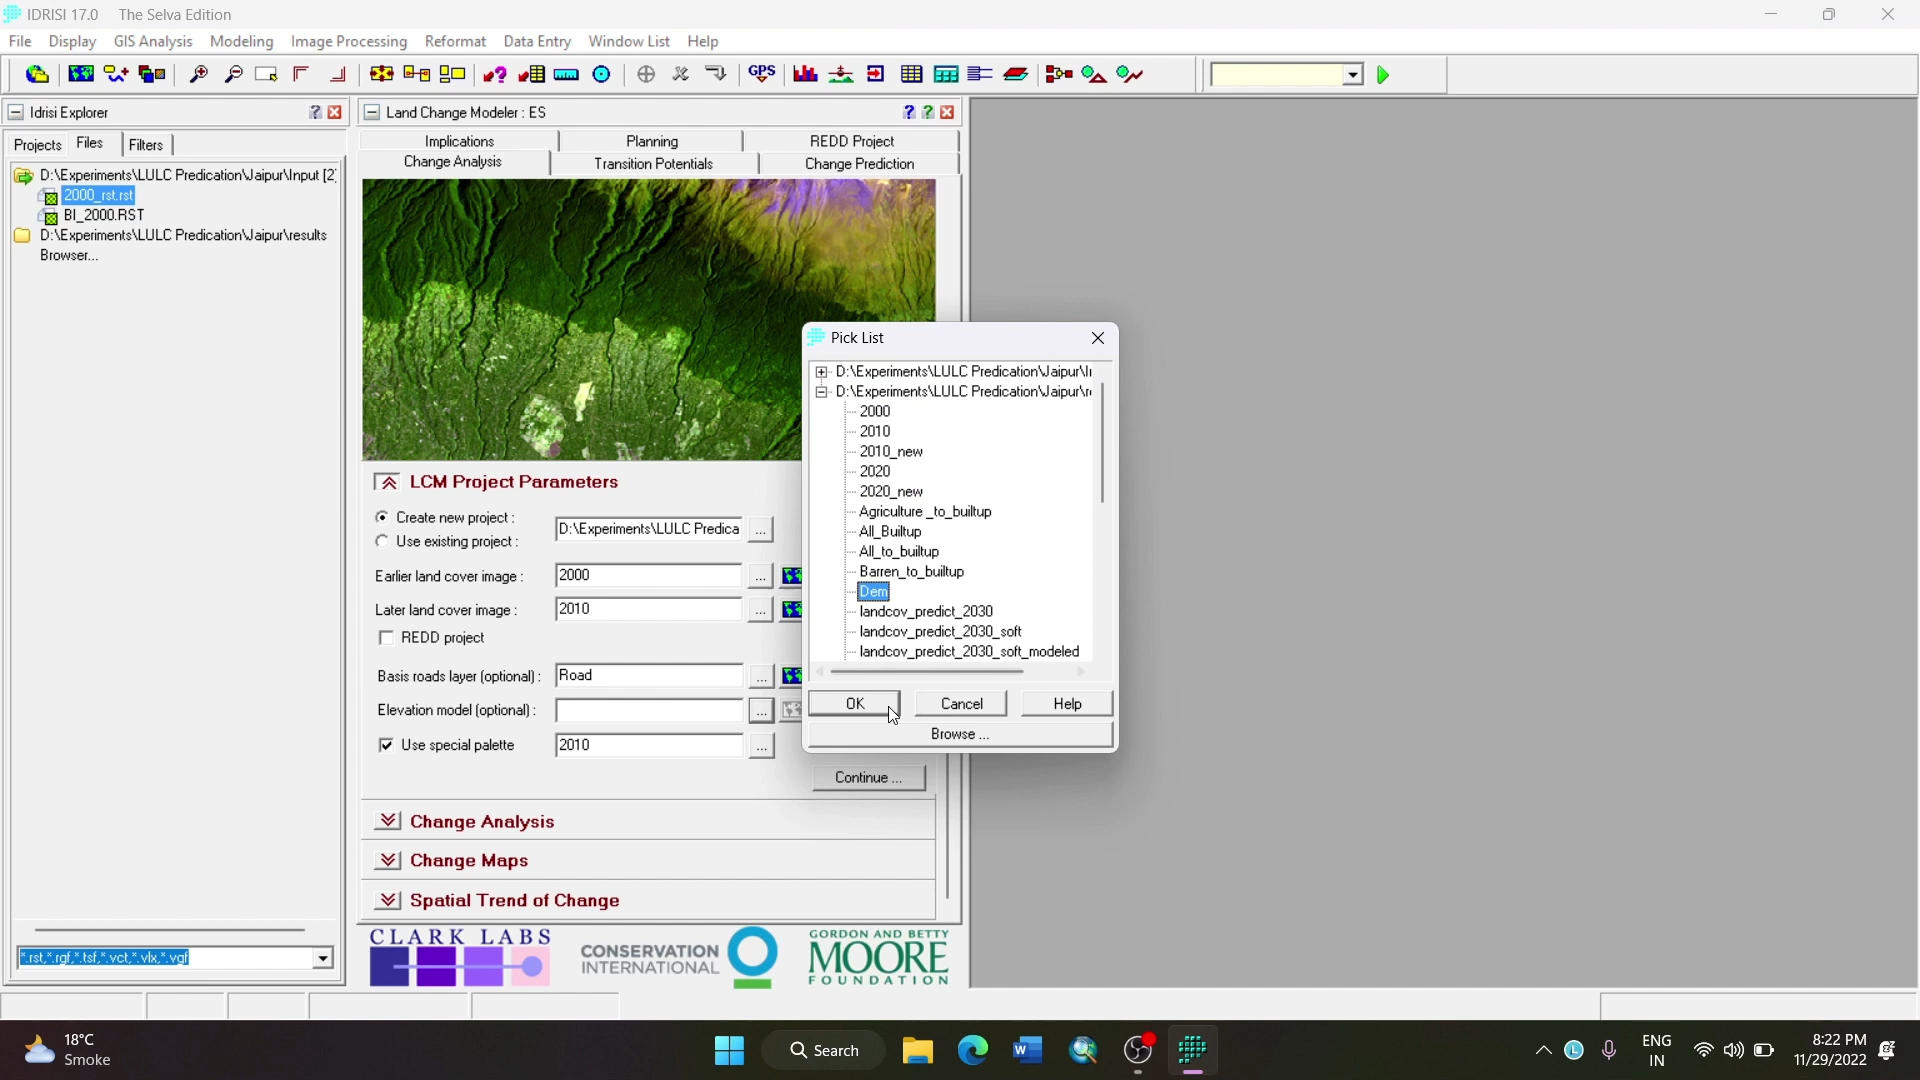 IDRISI 17.0 The Selva Edition
File Display GIS Analysis Modeling Image Processing Reformat Data Entry Window List Help
GPS
Idrisi Explorer
Projects Files Filters
D:\Experiments\LULC Predication\Jaipur\Input [2]
2000_rst.rst
BI_2000.RST
D:\Experiments\LULC Predication\Jaipur\results
Browser...
*.rst,*.rgf,*.tsf,*.vct,*.vlx,*.vgf
Land Change Modeler : ES
Implications Planning REDD Project
Change Analysis Transition Potentials Change Prediction
LCM Project Parameters
Create new project :
Use existing project :
D:\Experiments\LULC Predica
...
Earlier land cover image : 2000 ...
Later land cover image : 2010 ...
REDD project
Basis roads layer (optional) : Road ...
Elevation model (optional) : ...
Use special palette 2010 ...
Continue ...
Change Analysis
Change Maps
Spatial Trend of Change
CLARK LABS
CONSERVATION
INTERNATIONAL
GORDON AND BETTY
MOORE
FOUNDATION
Pick List
D:\Experiments\LULC Predication\Jaipur\I
D:\Experiments\LULC Predication\Jaipur\r
2000
2010
2010_new
2020
2020_new
Agriculture _to_builtup
All_Builtup
All_to_builtup
Barren_to_builtup
Dem
landcov_predict_2030
landcov_predict_2030_soft
landcov_predict_2030_soft_modeled
OK Cancel Help
Browse ...
18°C
Smoke
Search
ENG
IN
8:22 PM
11/29/2022